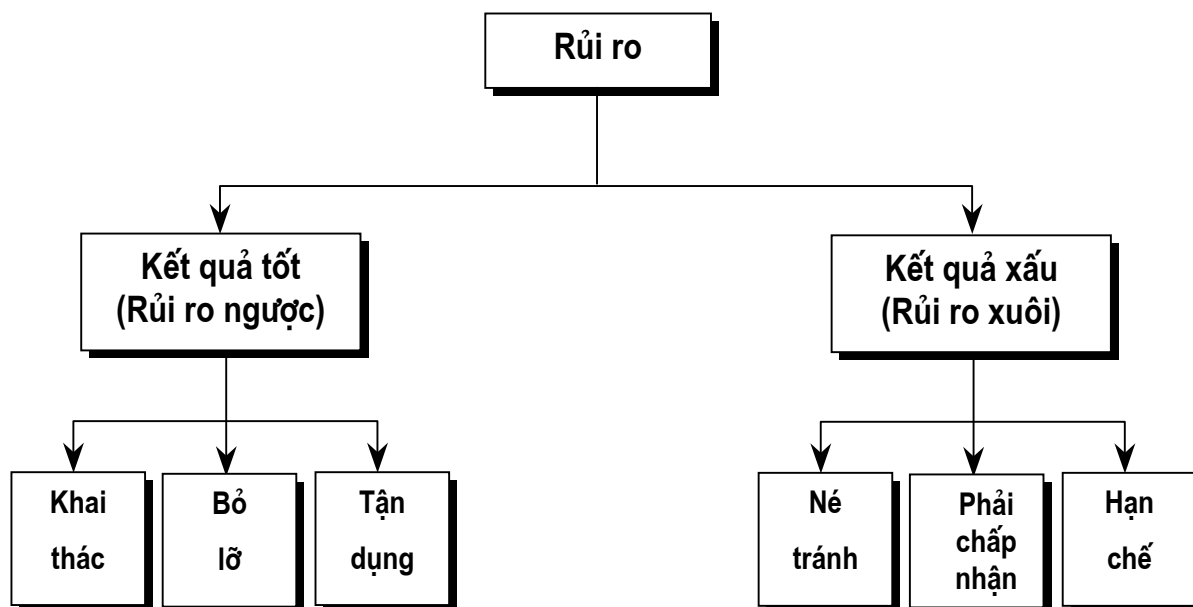 Rủi ro
Kết quả tốt
(Rủi ro ngược)
Kết quả xấu
(Rủi ro xuôi)
Khai
thác
Bỏ
lỡ
Tận
dụng
Né
tránh
Phải
chấp
nhận
Hạn
chế